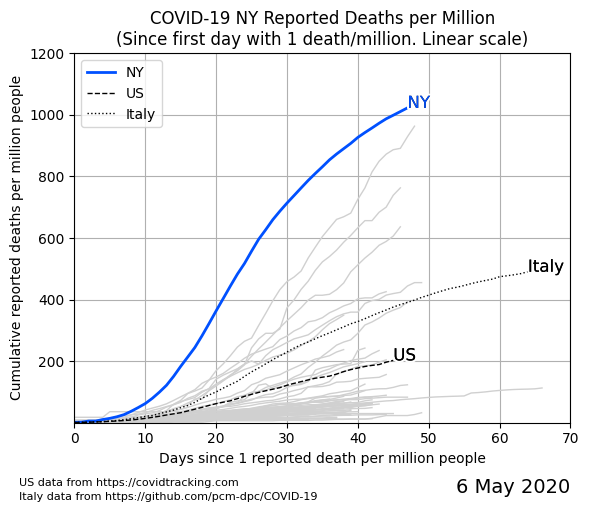 COVID-19 NY Reported Deaths per Million
(Since first day with 1 death/million. Linear scale)
Cumulative reported deaths per million people
1200
1000
800
600
400
200
NY
US
Italy
NY
Italy
US
0
10
20
30
40
50
60
70
Days since 1 reported death per million people
US data from https://covidtracking.com
Italy data from https://github.com/pcm-dpc/COVID-19
6 May 2020